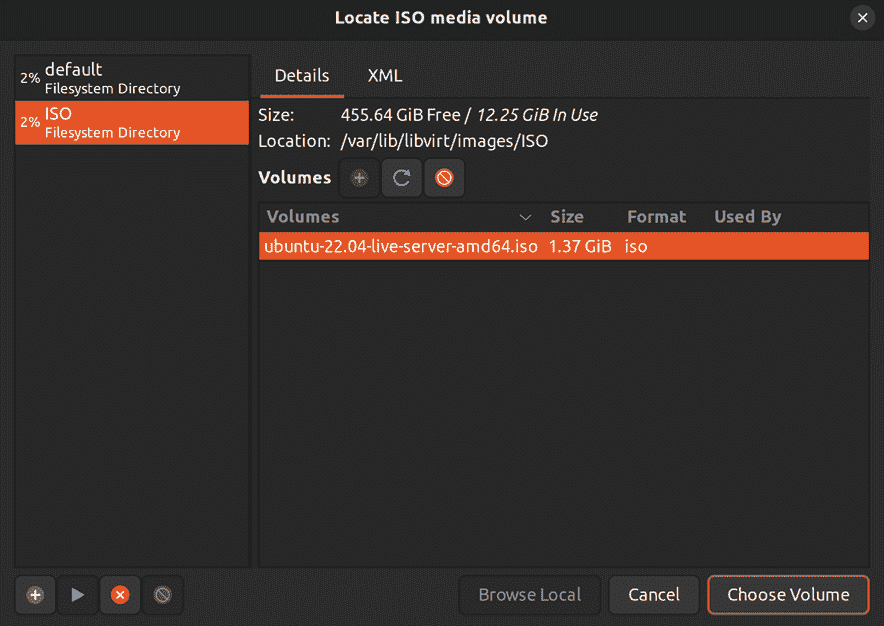 Locate ISO media volume
2% default
Filesystem Directory
2% ISO
Filesystem Directory
Details XML
Size: 455.64 GiB Free / 12.25 GiB In Use
Location: /var/lib/libvirt/images/ISO
Volumes
Volumes Size Format Used By
ubuntu-22.04-live-server-amd64.iso 1.37 GiB iso
Browse Local Cancel Choose Volume